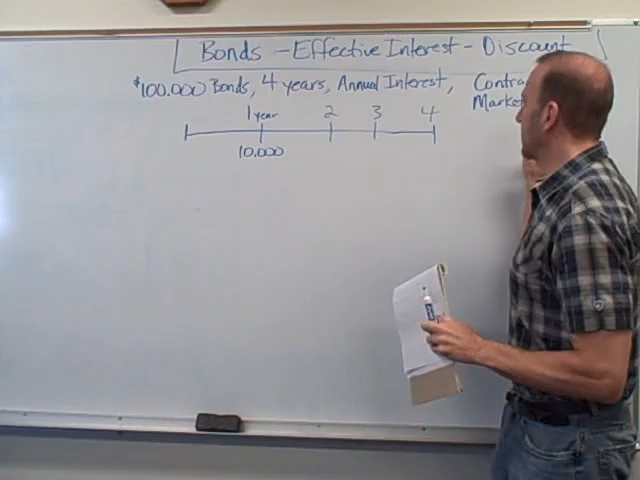 Bonds - Effective Interest - Discount
$100.000 Bonds, 4 years, Annual Interest,
Market
1 year 2 3 4
10.000